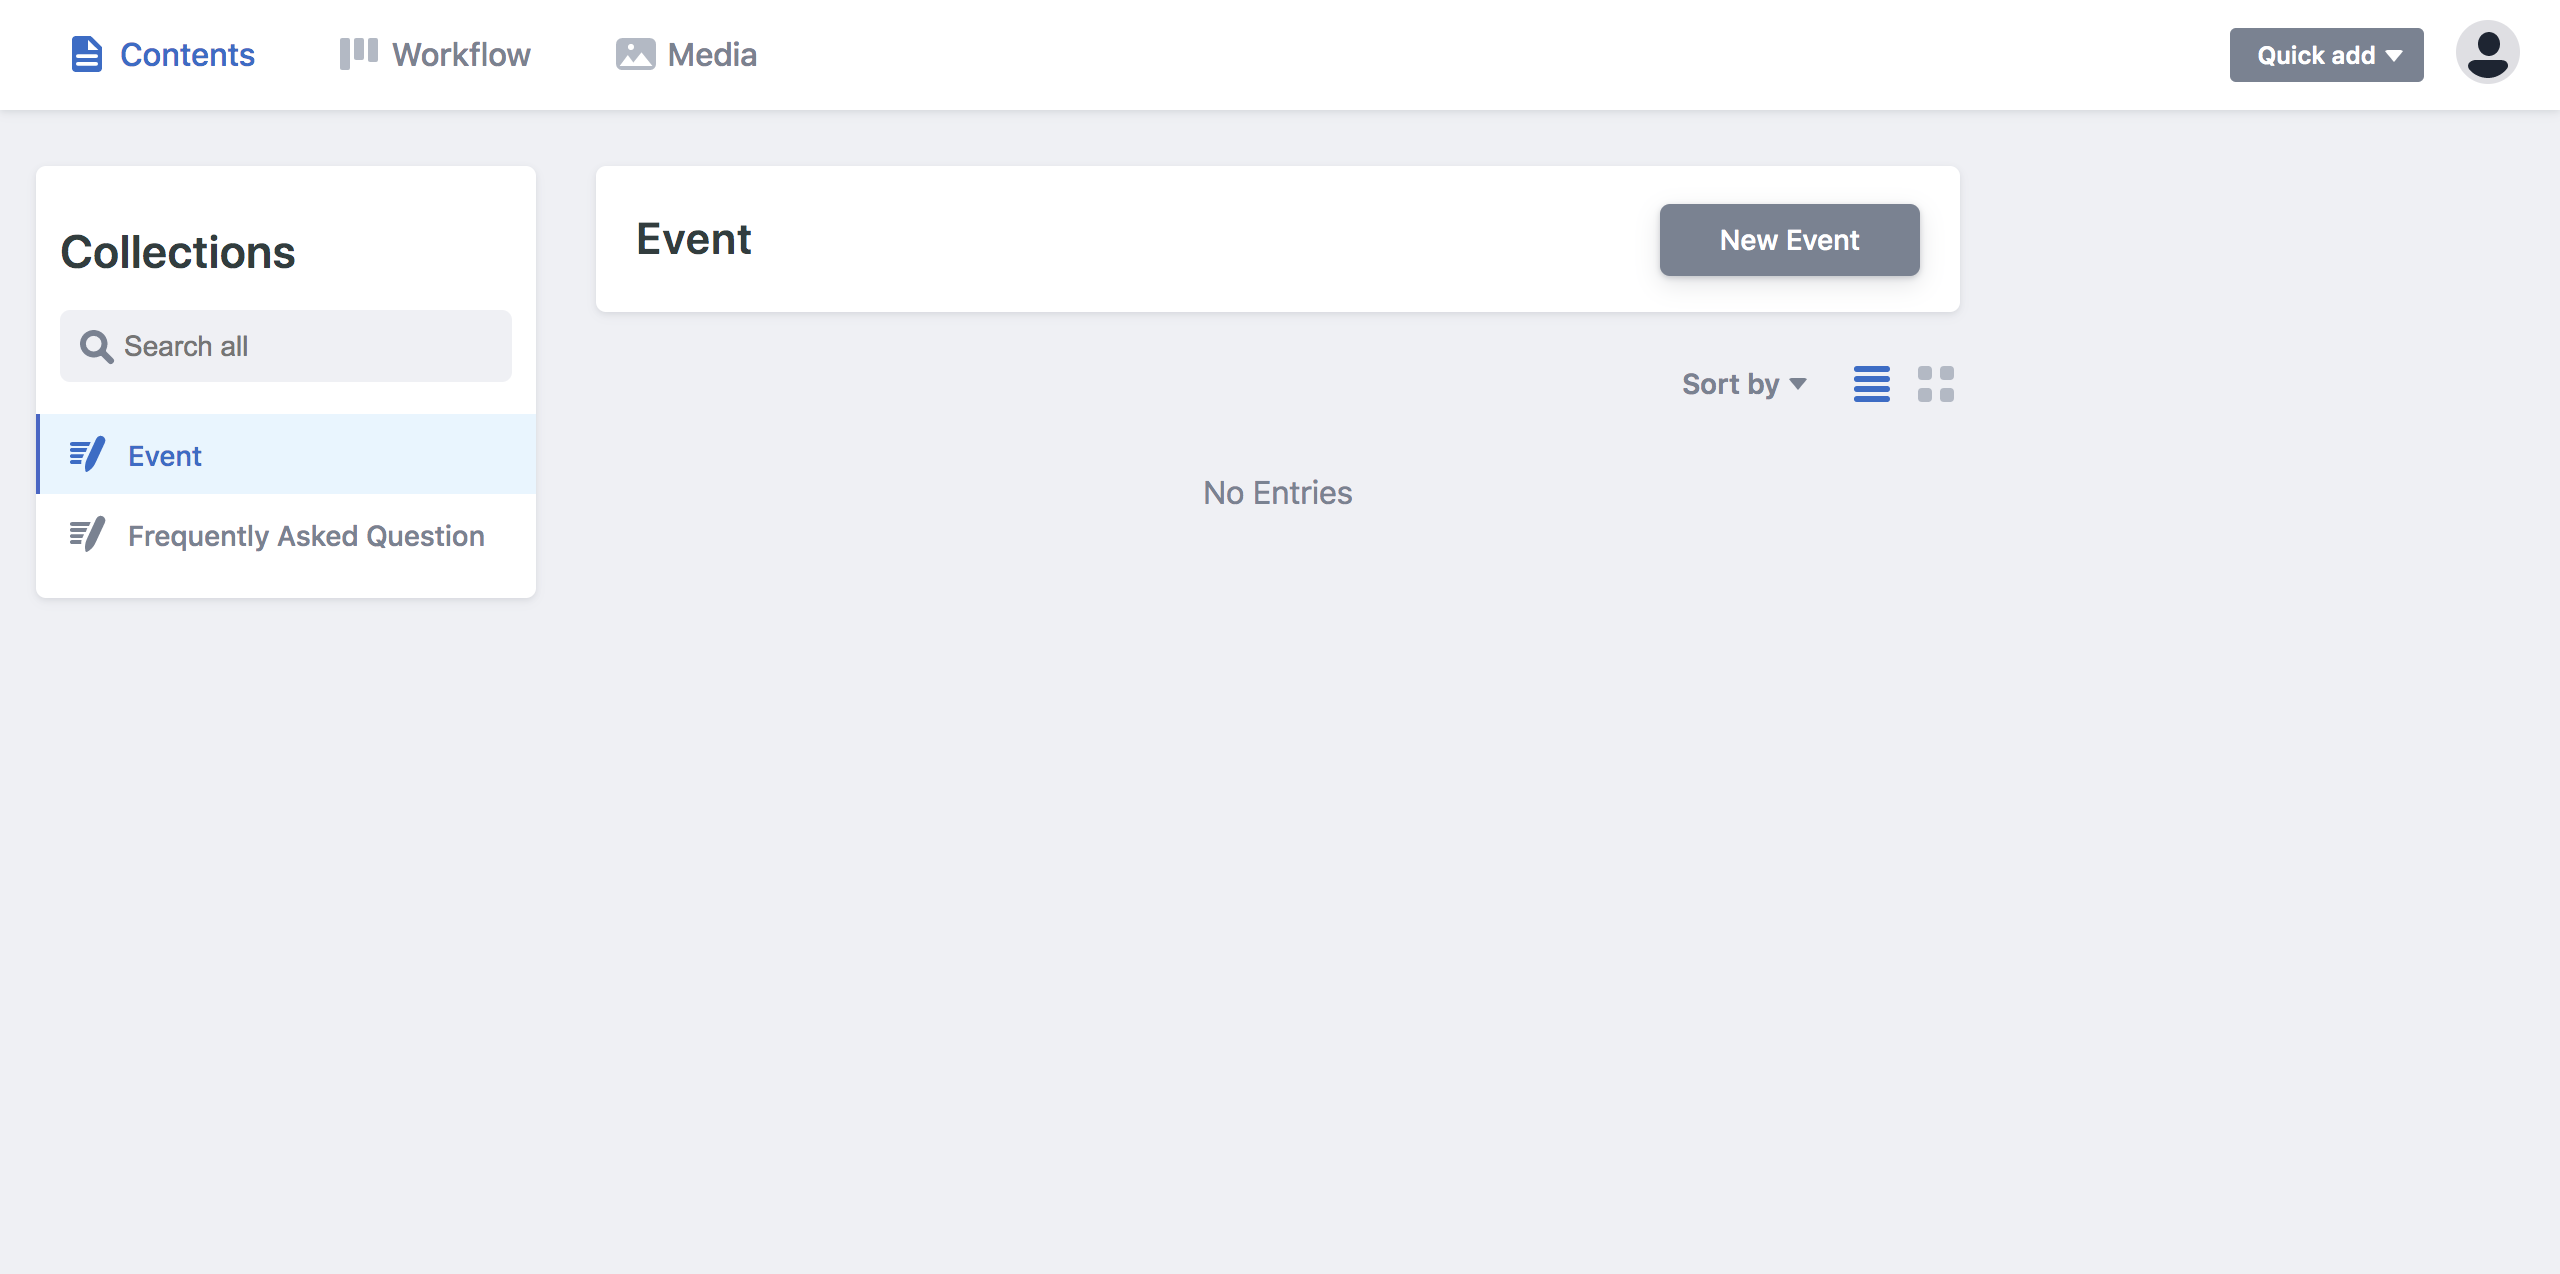 Contents
Workflow
Media
Quick add
Collections
Search all
Event
Frequently Asked Question
Event
New Event
Sort by
No Entries